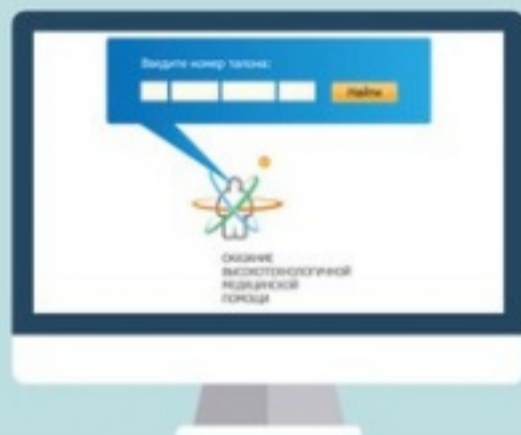 Введите номер талона:
Найти
ОКАЗАНИЕ
ВЫСОКОТЕХНОЛОГИЧНОЙ
МЕДИЦИНСКОЙ
ПОМОЩИ